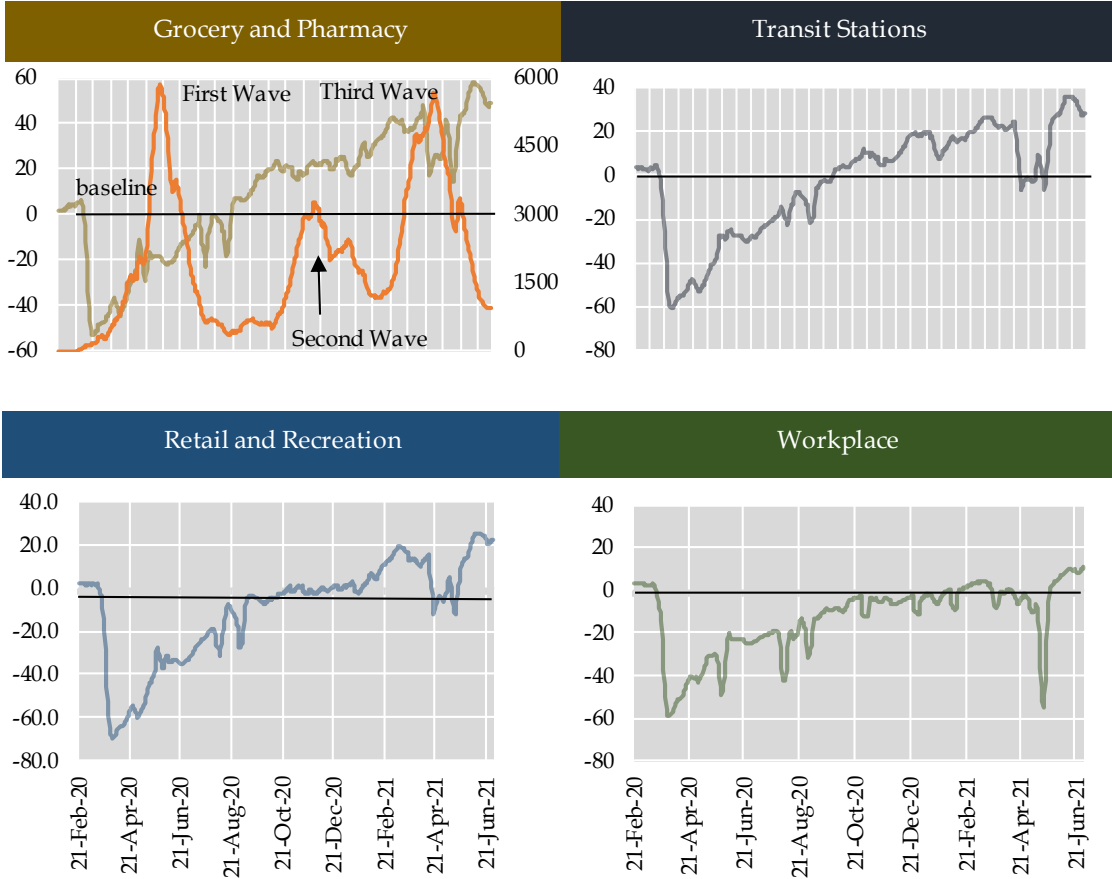 Grocery and Pharmacy
Transit Stations
60
40
20
0
-20
-40
-60
First Wave
Third Wave
baseline
Second Wave
6000
4500
3000
1500
0
40
20
0
-20
-40
-60
-80
Retail and Recreation
Workplace
40.0
20.0
0.0
-20.0
-40.0
-60.0
-80.0
21-Feb-20
21-Apr-20
21-Jun-20
21-Aug-20
21-Oct-20
21-Dec-20
21-Feb-21
21-Apr-21
21-Jun-21
40
20
0
-20
-40
-60
-80
21-Feb-20
21-Apr-20
21-Jun-20
21-Aug-20
21-Oct-20
21-Dec-20
21-Feb-21
21-Apr-21
21-Jun-21